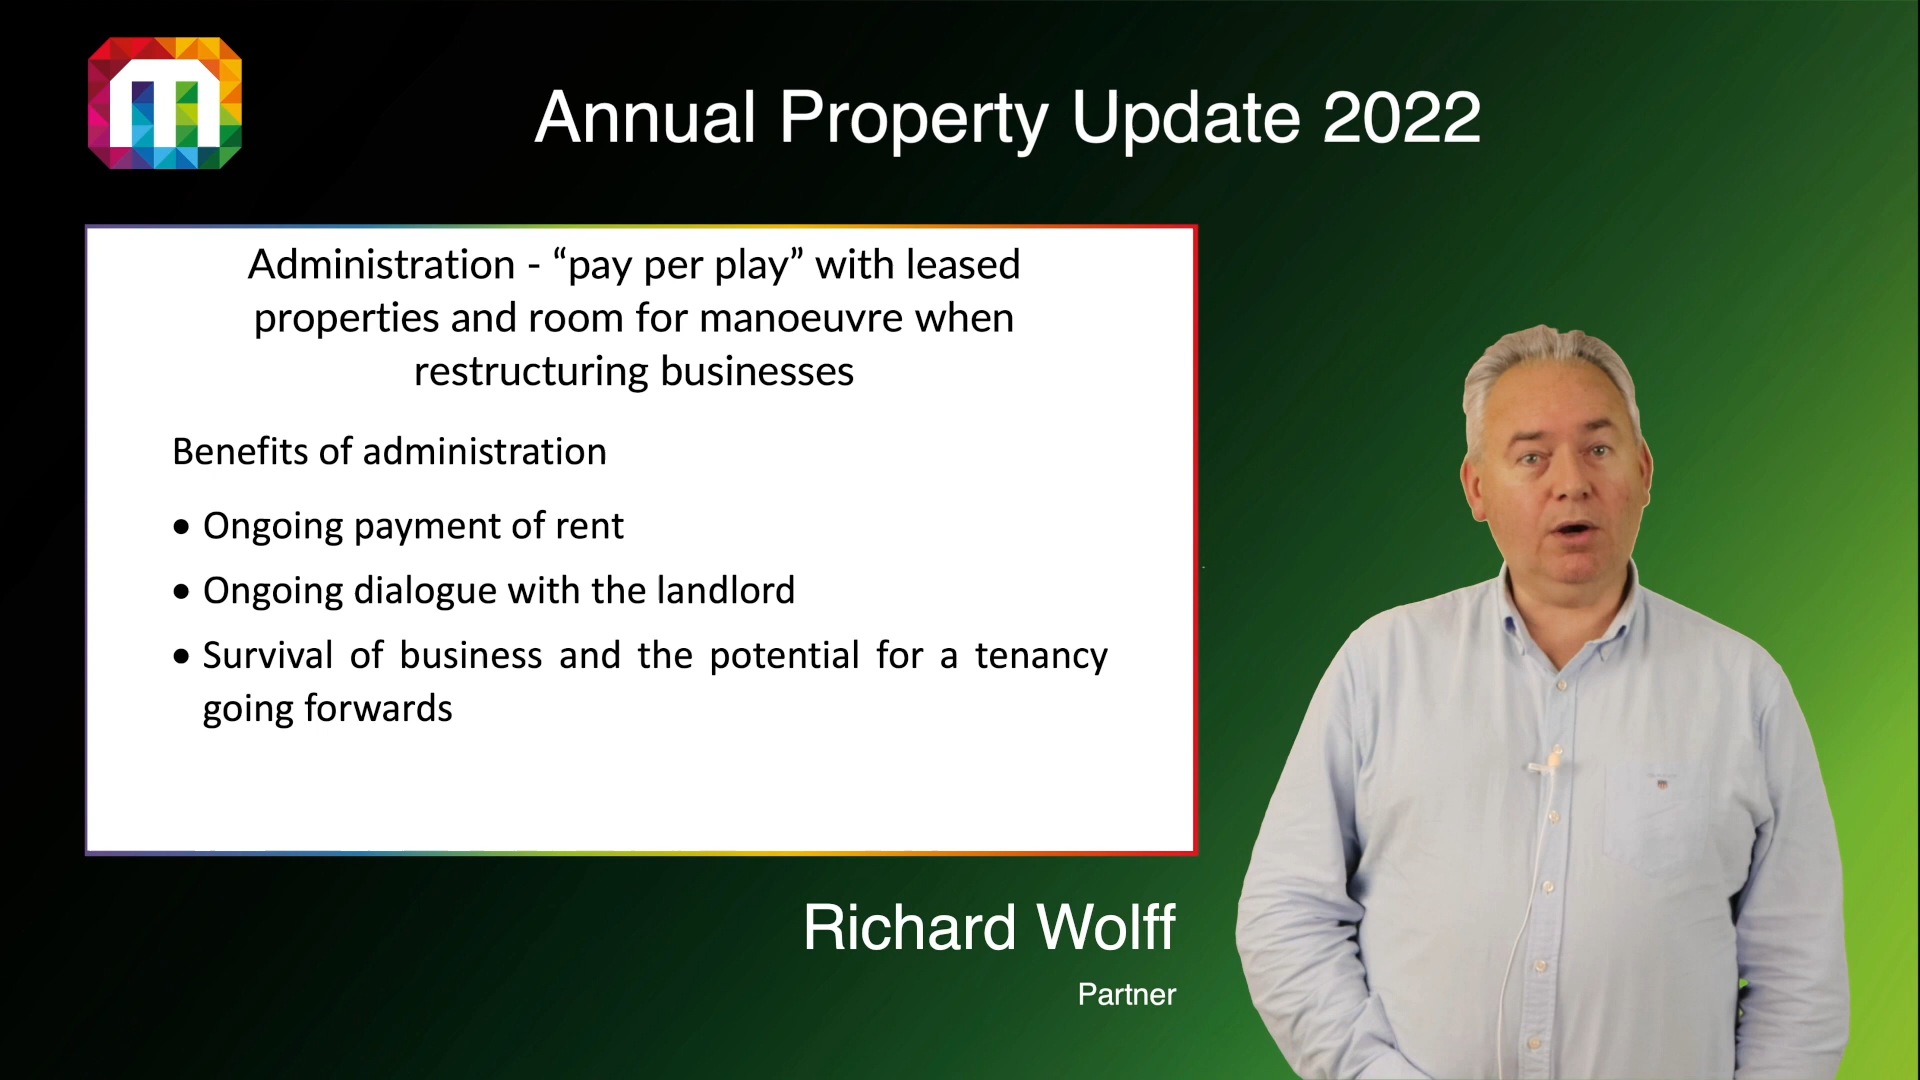 Annual Property Update 2022
Administration - “pay per play” with leased
properties and room for manoeuvre when
restructuring businesses
Benefits of administration
• Ongoing payment of rent
• Ongoing dialogue with the landlord
• Survival of business and the potential for a tenancy
going forwards
Richard Wolff
Partner